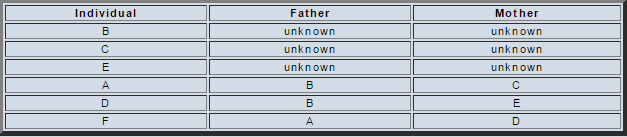 Individual Father Mother
B unknown unknown
C unknown unknown
E unknown unknown
A B C
D B E
F A D